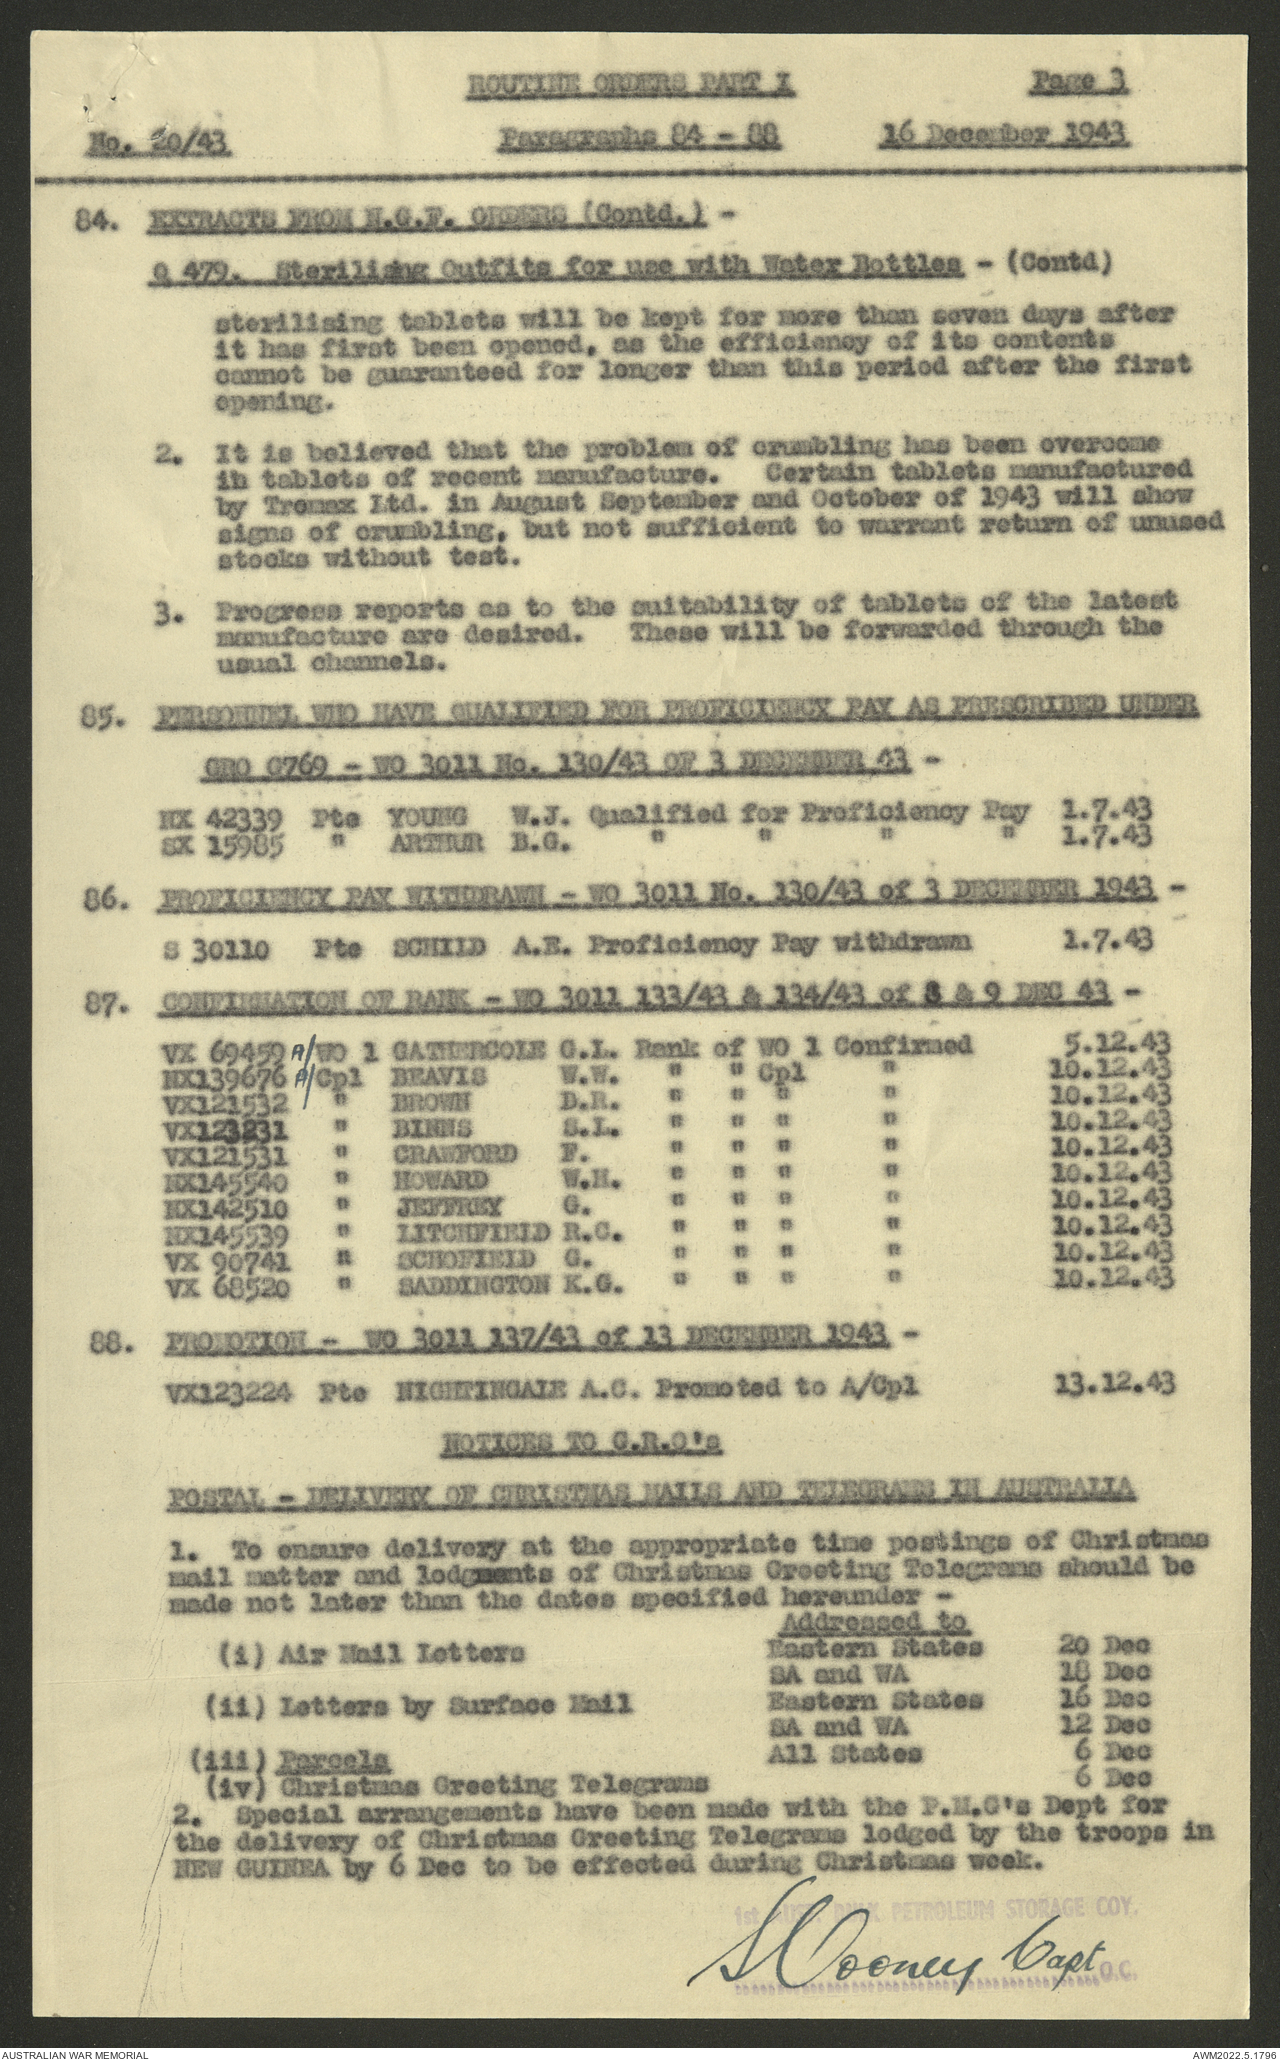 ROUTINE ORDERS PART I Page 3
No. 20/43 Paragraphs 84 - 88 16 December 1943
84. EXTRACTS FROM N.G.F. ORDERS (Contd.) -
Q 479. Sterilising Outfits for use with Water Bottles - (Contd)
sterilising tablets will be kept for more than seven days after
it has first been opened, as the efficiency of its contents
cannot be guaranteed for longer than this period after the first
opening.
2. It is believed that the problem of crumbling has been overcome
in tablets of recent manufacture. Certain tablets manufactured
by Tromax Ltd. in August September and October of 1943 will show
signs of crumbling, but not sufficient to warrant return of unused
stocks without test.
3. Progress reports as to the suitability of tablets of the latest
manufacture are desired. These will be forwarded through the
usual channels.
85. PERSONNEL WHO HAVE QUALIFIED FOR PROFICIENCY PAY AS PRESCRIBED UNDER
GRO G769 - WO 3011 No. 130/43 OF 3 DECEMBER 43 -
NX 42339 Pte YOUNG W.J. Qualified for Proficiency Pay 1.7.43
SX 15985 " ARTHUR B.G. " " " " 1.7.43
86. PROFICIENCY PAY WITHDRAWN - WO 3011 No. 130/43 of 3 DECEMBER 1943 -
S 30110 Pte SCHILD A.E. Proficiency Pay withdrawn 1.7.43
87. CONFIRMATION OF RANK - WO 3011 133/43 & 134/43 of 8 & 9 DEC 43 -
VX 69459 A/WO 1 GATHERCOLE G.L. Rank of WO 1 Confirmed 5.12.43
NX139676 A/Cpl BEAVIS W.W. " " Cpl " 10.12.43
VX121532 " BROWN D.R. " " " " 10.12.43
VX123231 " BINNS S.L. " " " " 10.12.43
VX121531 " CRAWFORD F. " " " " 10.12.43
NX145540 " HOWARD W.H. " " " " 10.12.43
NX142510 " JEFFREY G. " " " " 10.12.43
NX145539 " LITCHFIELD R.C. " " " " 10.12.43
VX 90741 " SCHOFIELD G. " " " " 10.12.43
VX 68520 " SADDINGTON K.G. " " " " 10.12.43
88. PROMOTION - WO 3011 137/43 of 13 DECEMBER 1943 -
VX123224 Pte NIGHTINGALE A.C. Promoted to A/Cpl 13.12.43
NOTICES TO G.R.O's
POSTAL - DELIVERY OF CHRISTMAS MAILS AND TELEGRAMS IN AUSTRALIA
1. To ensure delivery at the appropriate time postings of Christmas
mail matter and lodgments of Christmas Greeting Telegrams should be
made not later than the dates specified hereunder -
Addressed to
(i) Air Mail Letters Eastern States 20 Dec
SA and WA 18 Dec
(ii) Letters by Surface Mail Eastern States 16 Dec
SA and WA 12 Dec
(iii) Parcels All States 6 Dec
(iv) Christmas Greeting Telegrams 6 Dec
2. Special arrangements have been made with the P.M.G's Dept for
the delivery of Christmas Greeting Telegrams lodged by the troops in
NEW GUINEA by 6 Dec to be effected during Christmas week.
1st AUST. BULK PETROLEUM STORAGE COY.
S Cooney Capt
O.C.
AUSTRALIAN WAR MEMORIAL AWM2022.5.1796